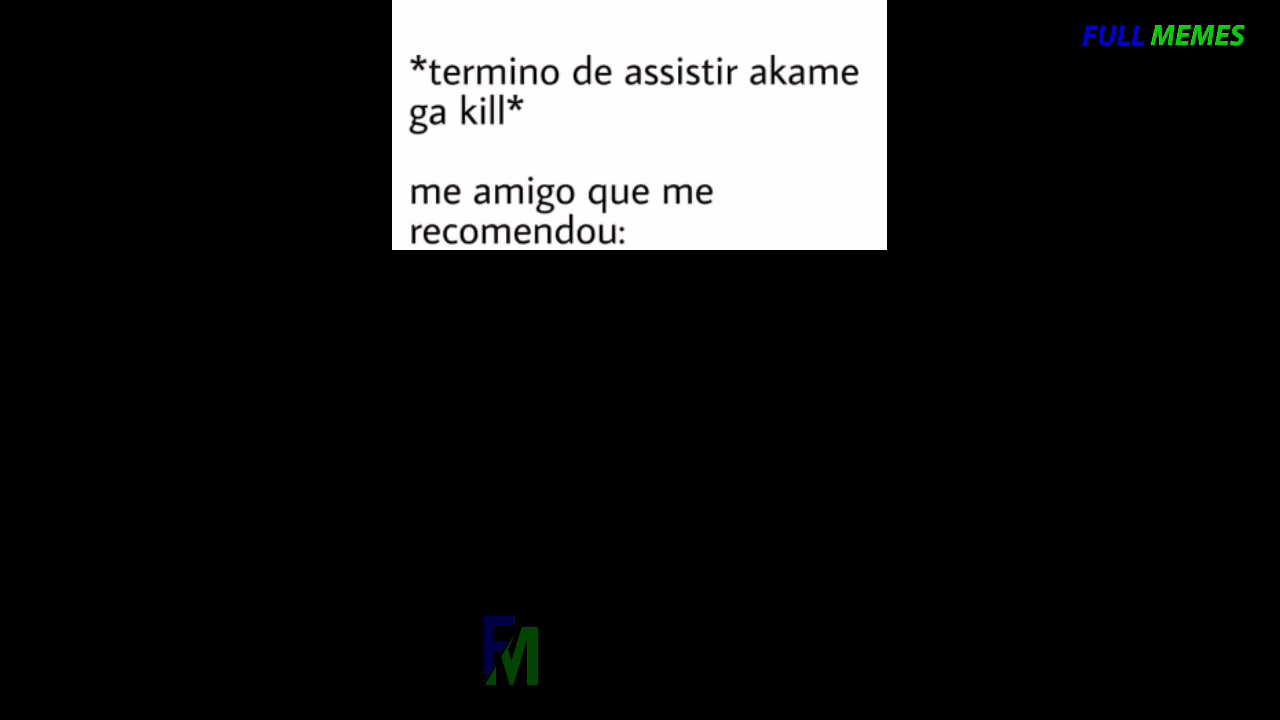 FULL MEMES
*termino de assistir akame
ga kill*
me amigo que me
recomendou:
FM